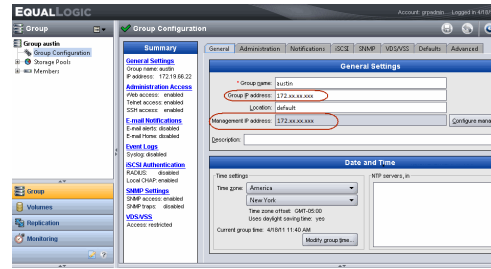 EQUALLOGIC
Account: grpadmin Logged in 4/18/
Group
Group austin
Group Configuration
Storage Pools
Members
Group
Volumes
Replication
Monitoring
Group Configuration
Summary
General Settings
Group name: austin
IP address: 172.19.66.22
Administration Access
Web access: enabled
Telnet access: enabled
SSH access: enabled
E-mail Notifications
E-mail alerts: disabled
E-mail Home: disabled
Event Logs
Syslog: disabled
iSCSI Authentication
RADIUS: disabled
Local CHAP: enabled
SNMP Settings
SNMP access: enabled
SNMP traps: disabled
VDS/VSS
Access: restricted
General Administration Notifications iSCSI SNMP VDS/VSS Defaults Advanced
General Settings
* Group name: austin
Group IP address: 172.xx.xx.xxx
Location: default
Management IP address: 172.xx.xx.xxx
Configure mana
Description:
Date and Time
Time settings
Time zone: America
New York
Time zone offset: GMT-05:00
Uses daylight saving time: yes
Current group time: 4/18/11 11:40 AM
Modify group time...
NTP servers, in